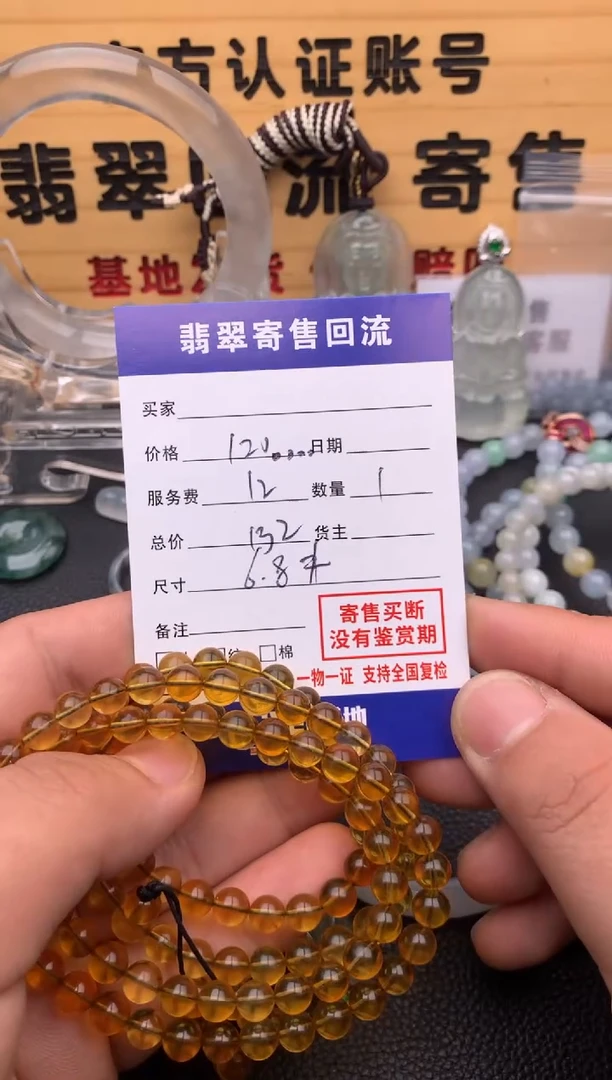 方认证账号
翡翠回流 寄售
基地发货
翡翠寄售回流
买家
价格 120.... 日期
服务费 12 数量 1
总价 132 货主
尺寸 6.8
备注
棉
寄售买断
没有鉴赏期
一物一证 支持全国复检